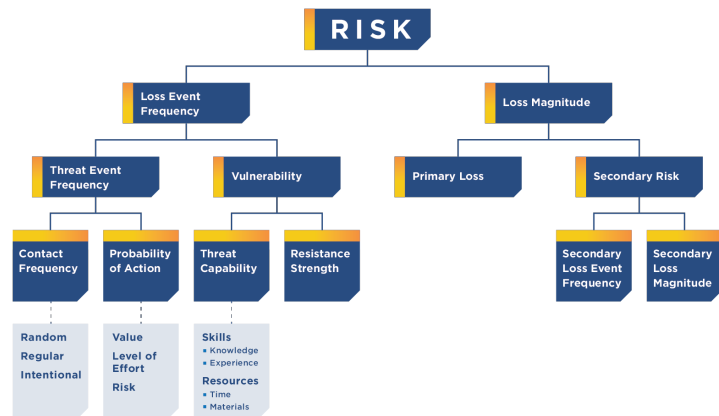 RISK
Loss Event
Frequency
Loss Magnitude
Threat Event
Frequency
Vulnerability
Primary Loss
Secondary Risk
Contact
Frequency
Probability
of Action
Threat
Capability
Resistance
Strength
Secondary
Loss Event
Frequency
Secondary
Loss
Magnitude
Random
Regular
Intentional
Value
Level of
Effort
Risk
Skills
▪ Knowledge
▪ Experience
Resources
▪ Time
▪ Materials